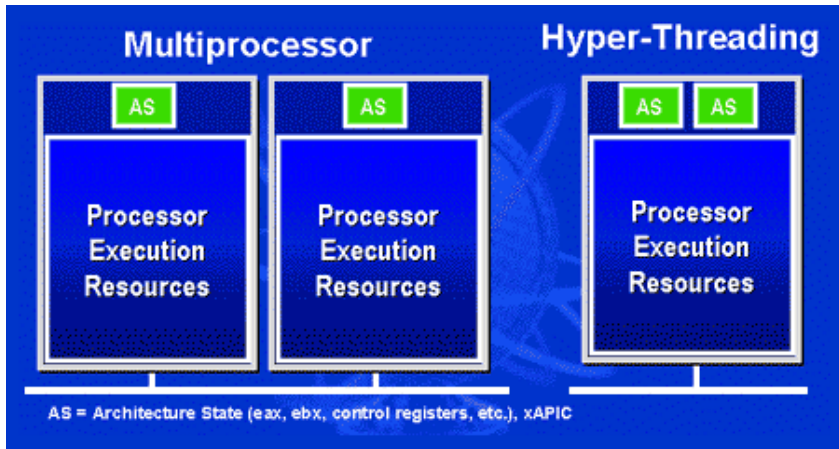 Multiprocessor
Hyper-Threading
AS
AS
AS
AS
Processor
Execution
Resources
Processor
Execution
Resources
Processor
Execution
Resources
AS = Architecture State (eax, ebx, control registers, etc.), xAPIC